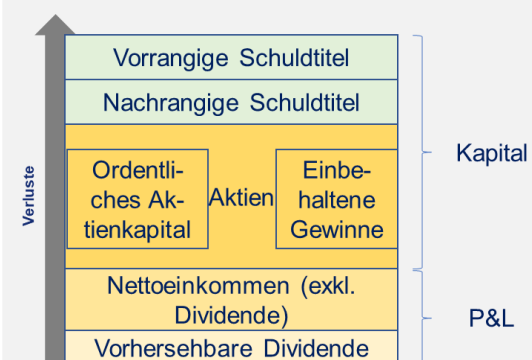 Vorrangige Schuldtitel
Nachrangige Schuldtitel
Ordentli-
ches Ak-
tienkapital
Aktien
Einbe-
haltene
Gewinne
Nettoeinkommen (exkl.
Dividende)
Vorhersehbare Dividende
Verluste
Kapital
P&L